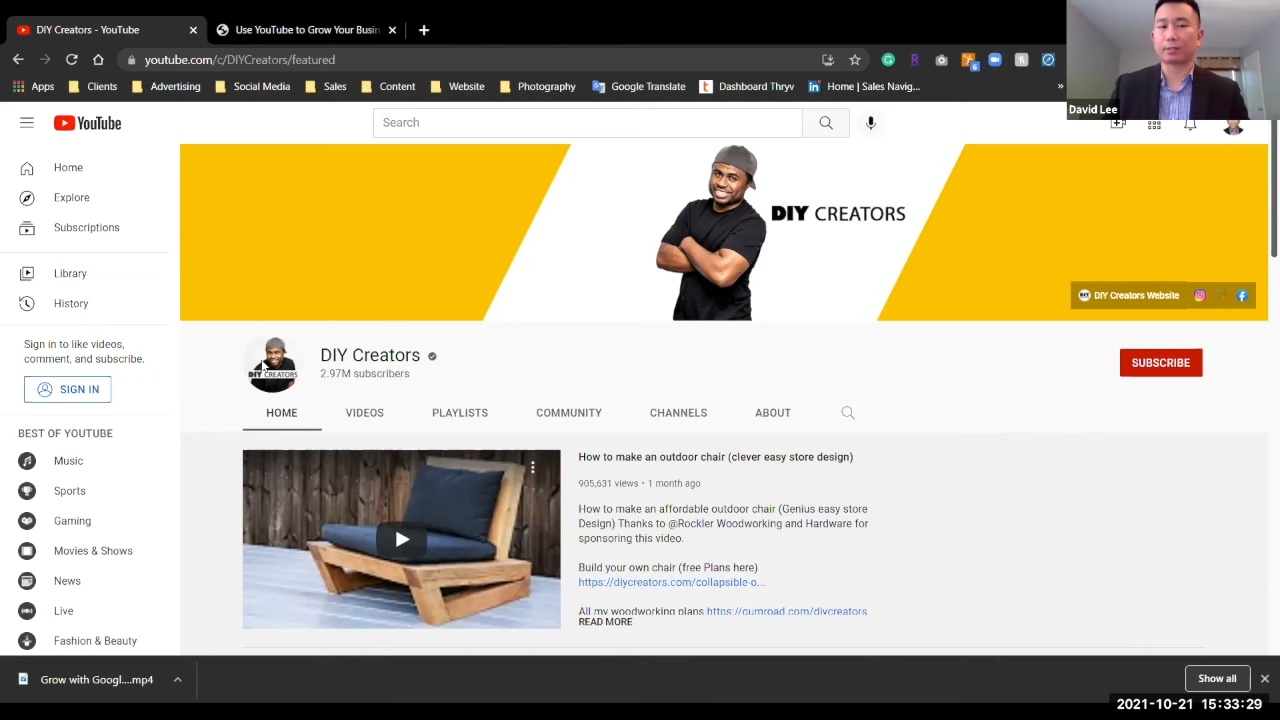 DIY Creators - YouTube
Use YouTube to Grow Your Busin
youtube.com/c/DIYCreators/featured
6
David Lee
Apps Clients Advertising Social Media Sales Content Website Photography Google Translate Dashboard Thryv Home | Sales Navig... »
YouTube
Search
Home
Explore
Subscriptions
Library
History
Sign in to like videos,
comment, and subscribe.
SIGN IN
BEST OF YOUTUBE
Music
Sports
Gaming
Movies & Shows
News
Live
Fashion & Beauty
DIY CREATORS
DIY DIY Creators Website
DIY CREATORS
DIY Creators
2.97M subscribers
SUBSCRIBE
HOME VIDEOS PLAYLISTS COMMUNITY CHANNELS ABOUT
How to make an outdoor chair (clever easy store design)
905,631 views • 1 month ago
How to make an affordable outdoor chair (Genius easy store
Design) Thanks to @Rockler Woodworking and Hardware for
sponsoring this video.
Build your own chair (free Plans here)
https://diycreators.com/collapsible-o...
All my woodworking plans https://gumroad.com/diycreators
READ MORE
Grow with Googl....mp4
Show all
2021-10-21 15:33:29